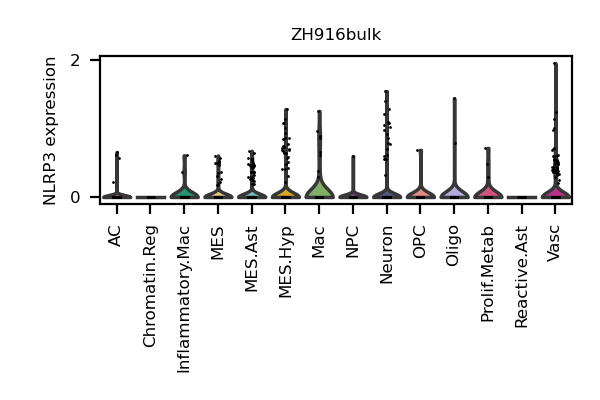 ZH916bulk
NLRP3 expression
2
0
AC
Chromatin.Reg
Inflammatory.Mac
MES
MES.Ast
MES.Hyp
Mac
NPC
Neuron
OPC
Oligo
Prolif.Metab
Reactive.Ast
Vasc